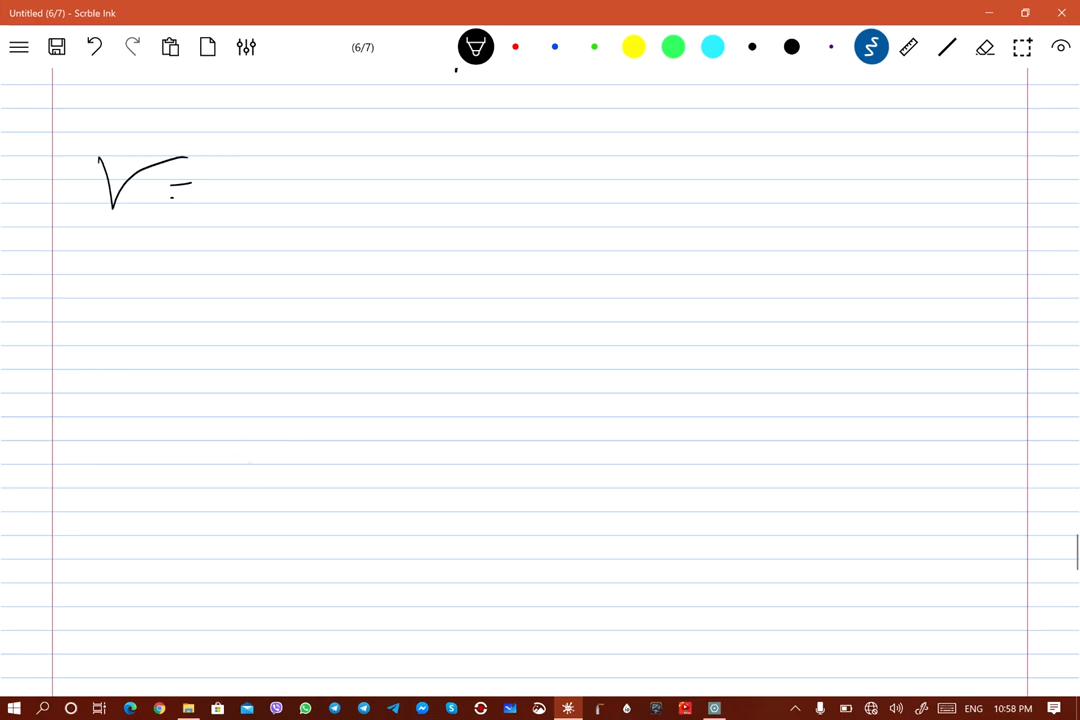 Untitled (6/7) - Scrble Ink
(6/7)
V =
ENG 10:58 PM